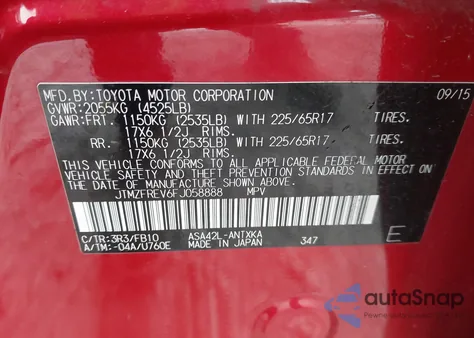 MFD.BY:TOYOTA MOTOR CORPORATION 09/15
GVWR:2055KG (4525LB)
GAWR:FRT. 1150KG (2535LB) WITH 225/65R17 TIRES.
17X6 1/2J RIMS.
RR. 1150KG (2535LB) WITH 225/65R17 TIRES.
17X6 1/2J RIMS.
THIS VEHICLE CONFORMS TO ALL APPLICABLE FEDERAL MOTOR
VEHICLE SAFETY AND THEFT PREVENTION STANDARDS IN EFFECT
ON THE DATE OF MANUFACTURE SHOWN ABOVE.
JTMZFREV6FJ058888 MPV
C/TR:3R3/FB10 ASA42L-ANTXKA E
A/TM:-04A/U760E MADE IN JAPAN 347
autoSnap